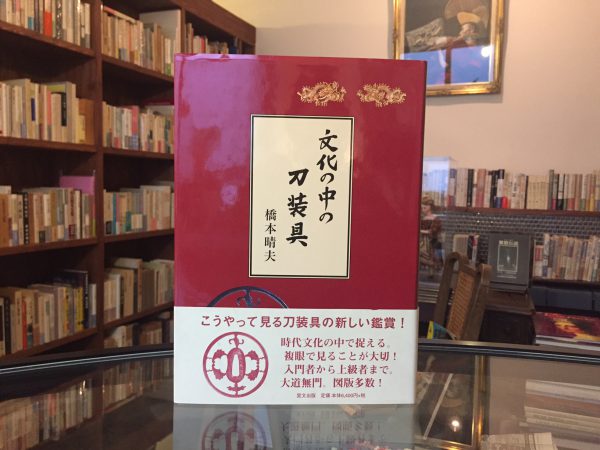 文化の中の
刀装具
橋本晴夫
こうやって見る刀装具の新しい鑑賞！
時代文化の中で捉える。
複眼で見ることが大切！
入門者から上級者まで。
大道無門。図版多数！